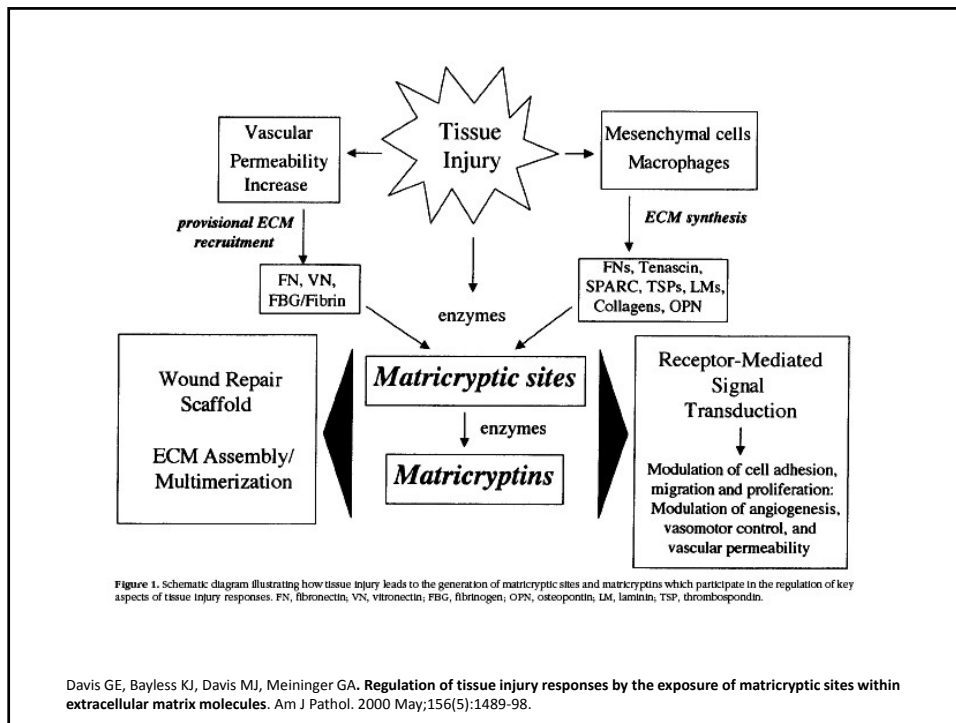 Tissue
Injury
Vascular
Permeability
Increase
Mesenchymal cells
Macrophages
provisional ECM
recruitment
ECM synthesis
FN, VN,
FBG/Fibrin
enzymes
FNs, Tenascin,
SPARC, TSPs, LMs,
Collagens, OPN
Wound Repair
Scaffold
ECM Assembly/
Multimerization
Matricryptic sites
enzymes
Matricryptins
Receptor-Mediated
Signal
Transduction
Modulation of cell adhesion,
migration and proliferation:
Modulation of angiogenesis,
vasomotor control, and
vascular permeability
Figure 1. Schematic diagram illustrating how tissue injury leads to the generation of matricryptic sites and matricryptins which participate in the regulation of key
aspects of tissue injury responses. FN, fibronectin; VN, vitronectin; FBG, fibrinogen; OPN, osteopontin; LM, laminin; TSP, thrombospondin.
Davis GE, Bayless KJ, Davis MJ, Meininger GA. Regulation of tissue injury responses by the exposure of matricryptic sites within
extracellular matrix molecules. Am J Pathol. 2000 May;156(5):1489-98.